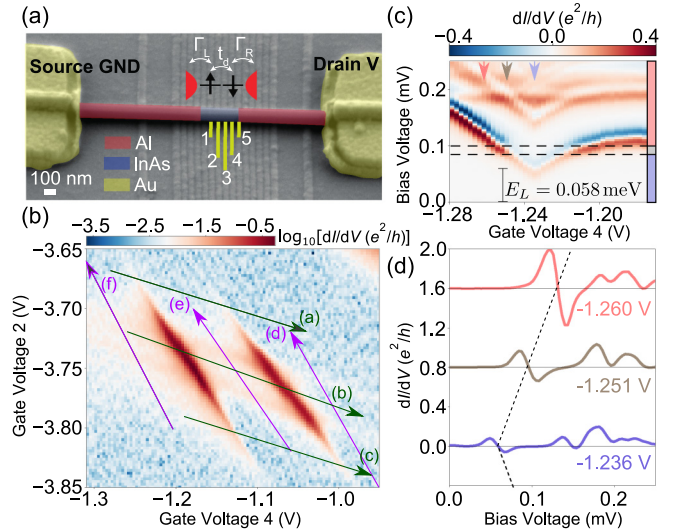 (a)
Γ_L t_d Γ_R
Source GND
Drain V
1 2 3 4 5
Al
InAs
Au
100 nm
(b)
−3.5 −2.5 −1.5 −0.5
log₁₀[dI/dV (e²/h)]
Gate Voltage 2 (V)
−3.65
−3.70
−3.75
−3.80
−3.85
(f)
(e)
(d)
(a)
(b)
(c)
−1.3 −1.2 −1.1 −1.0
Gate Voltage 4 (V)
(c)
dI/dV (e²/h)
−0.4 0.0 0.4
Bias Voltage (mV)
0.2
0.1
0.0
E_L = 0.058 meV
−1.28 −1.24 −1.20
Gate Voltage 4 (V)
(d)
dI/dV (e²/h)
2.0
1.6
1.2
0.8
0.4
0.0
-1.260 V
-1.251 V
-1.236 V
0.0 0.1 0.2
Bias Voltage (mV)